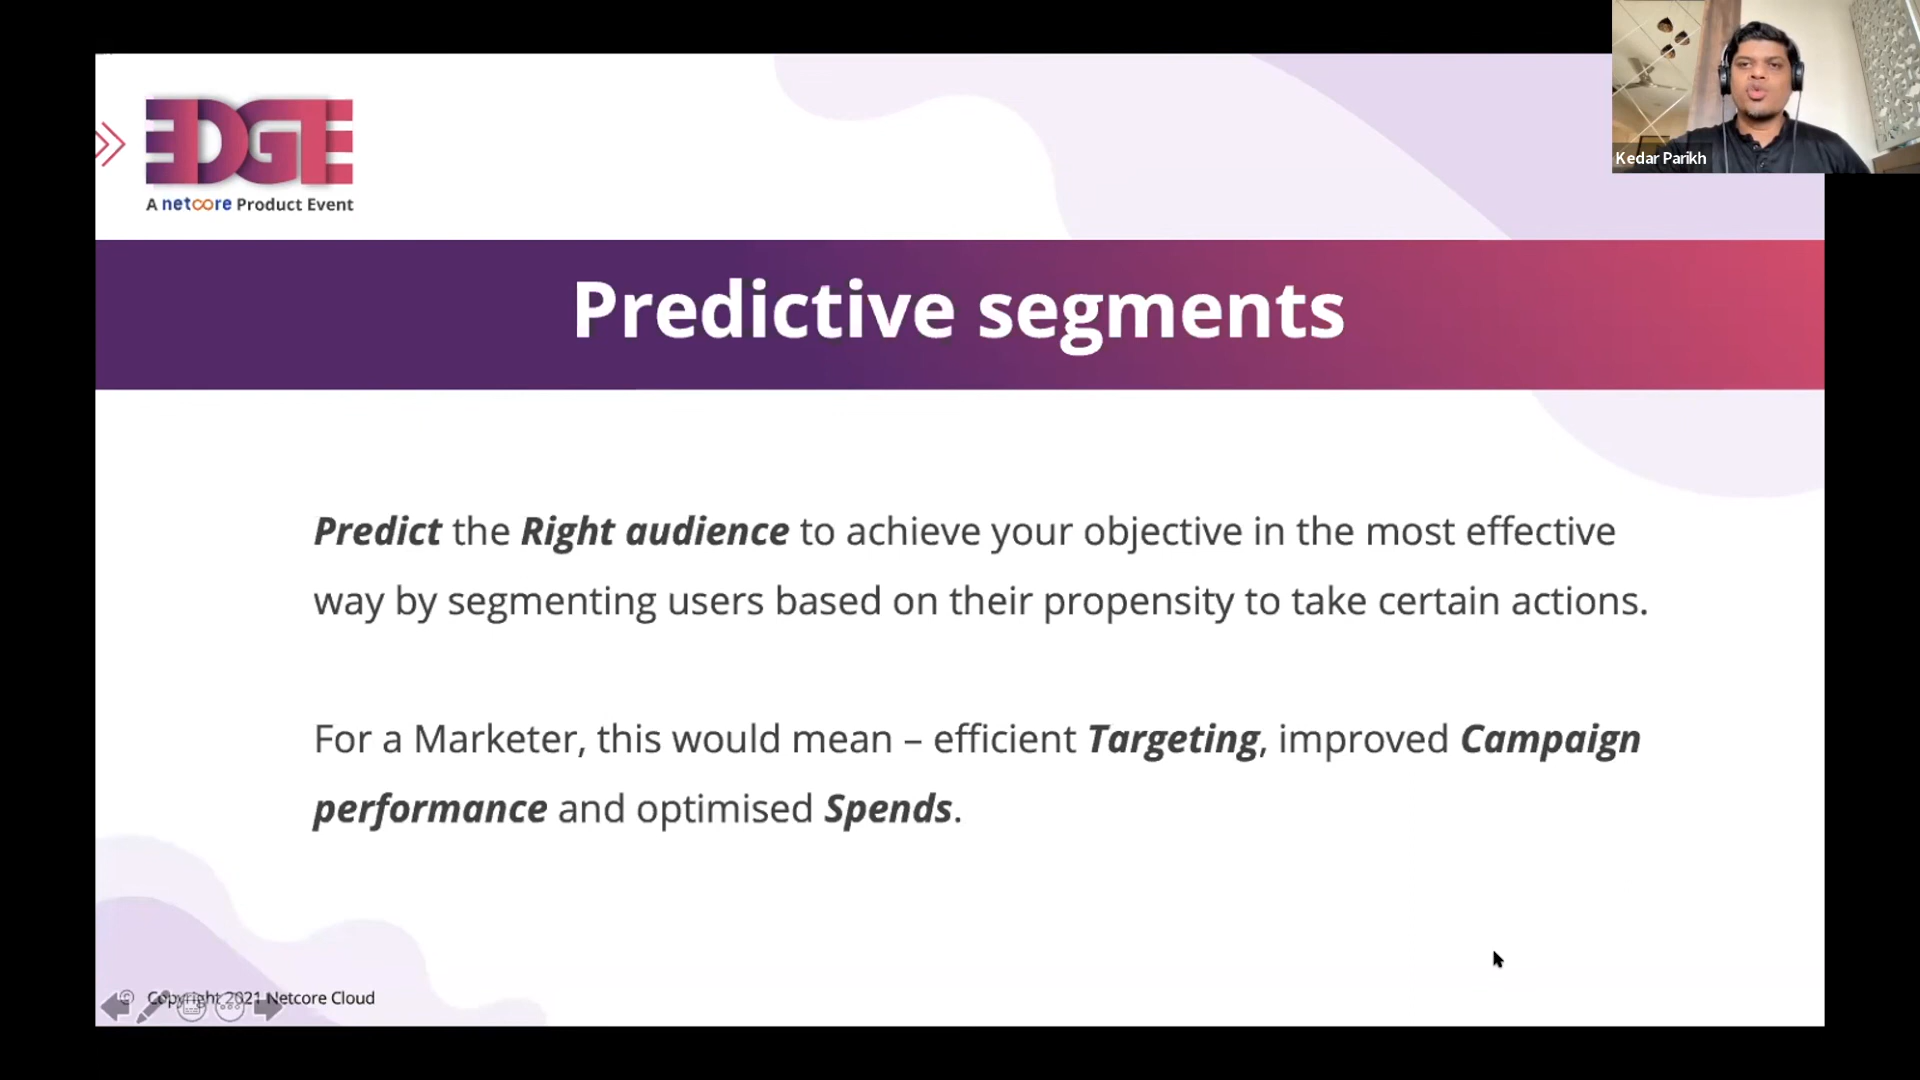 EDGE
A netcore Product Event
Kedar Parikh
Predictive segments
Predict the Right audience to achieve your objective in the most effective
way by segmenting users based on their propensity to take certain actions.
For a Marketer, this would mean – efficient Targeting, improved Campaign
performance and optimised Spends.
© Copyright 2021 Netcore Cloud